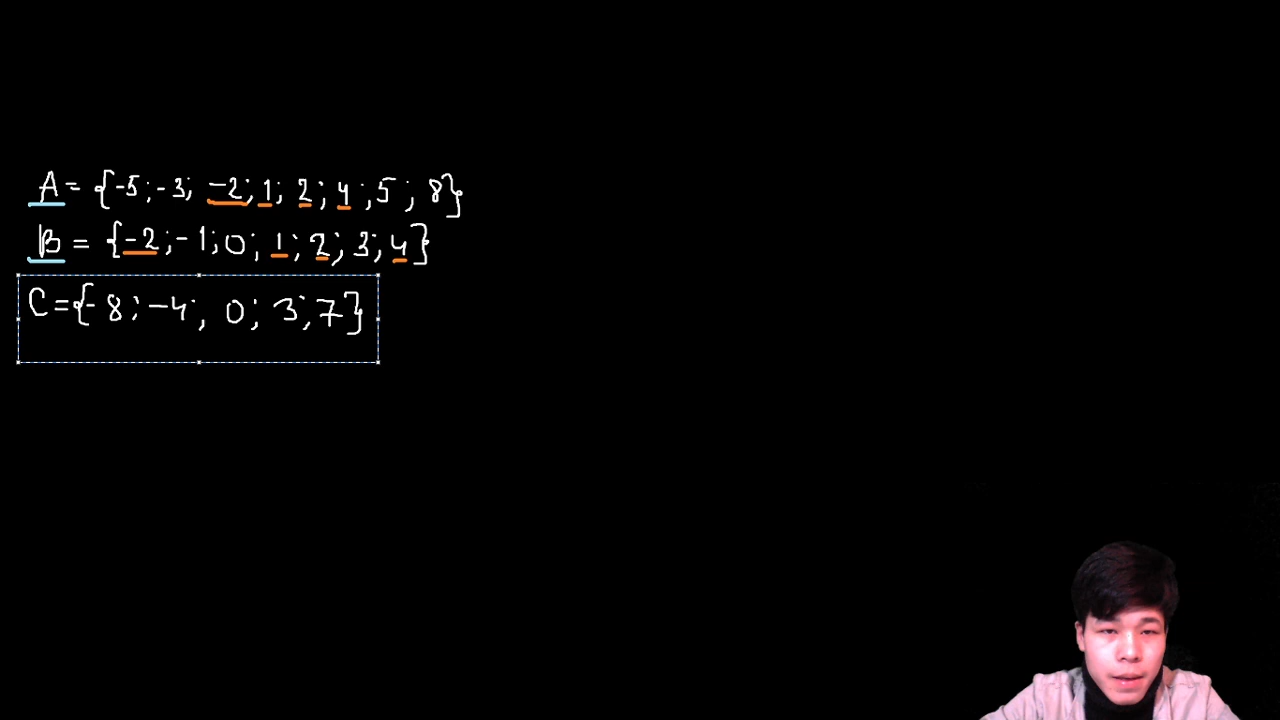 A= {-5;-3; -2; 1; 2; 4 ;5 ; 8}
B = {-2;-1;0; 1; 2; 3; 4}
C={-8;-4; 0; 3;7}